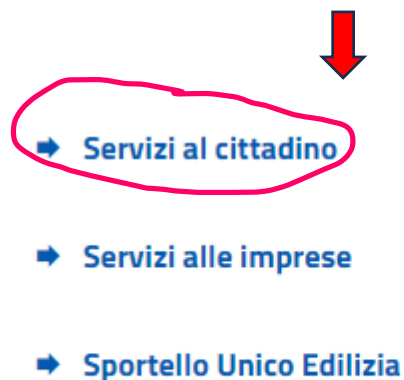 Servizi al cittadino
Servizi alle imprese
Sportello Unico Edilizia